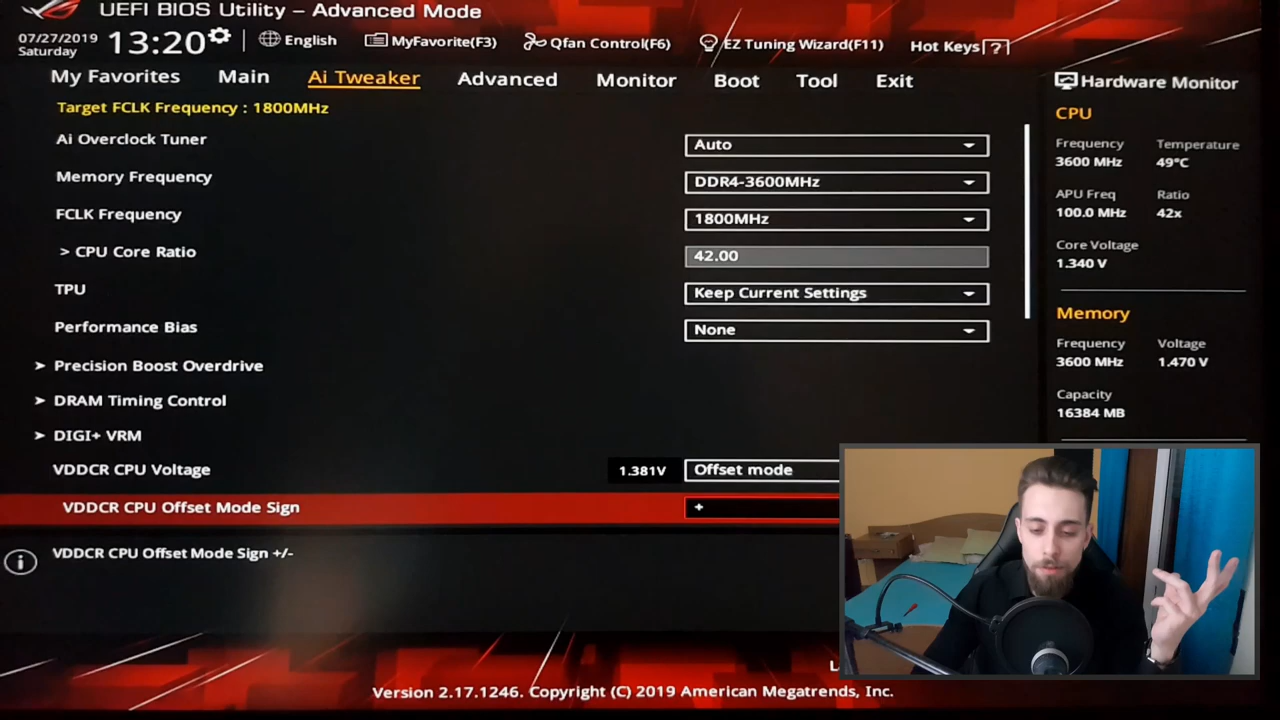 UEFI BIOS Utility – Advanced Mode
07/27/2019
Saturday
13:20
English
MyFavorite(F3)
Qfan Control(F6)
EZ Tuning Wizard(F11)
Hot Keys ?
My Favorites Main Ai Tweaker Advanced Monitor Boot Tool Exit
Hardware Monitor
Target FCLK Frequency : 1800MHz
Ai Overclock Tuner Auto
Memory Frequency DDR4-3600MHz
FCLK Frequency 1800MHz
> CPU Core Ratio 42.00
TPU Keep Current Settings
Performance Bias None
Precision Boost Overdrive
DRAM Timing Control
DIGI+ VRM
VDDCR CPU Voltage 1.381V Offset mode
VDDCR CPU Offset Mode Sign +
VDDCR CPU Offset Mode Sign +/-
CPU
Frequency Temperature
3600 MHz 49°C
APU Freq Ratio
100.0 MHz 42x
Core Voltage
1.340 V
Memory
Frequency Voltage
3600 MHz 1.470 V
Capacity
16384 MB
Version 2.17.1246. Copyright (C) 2019 American Megatrends, Inc.